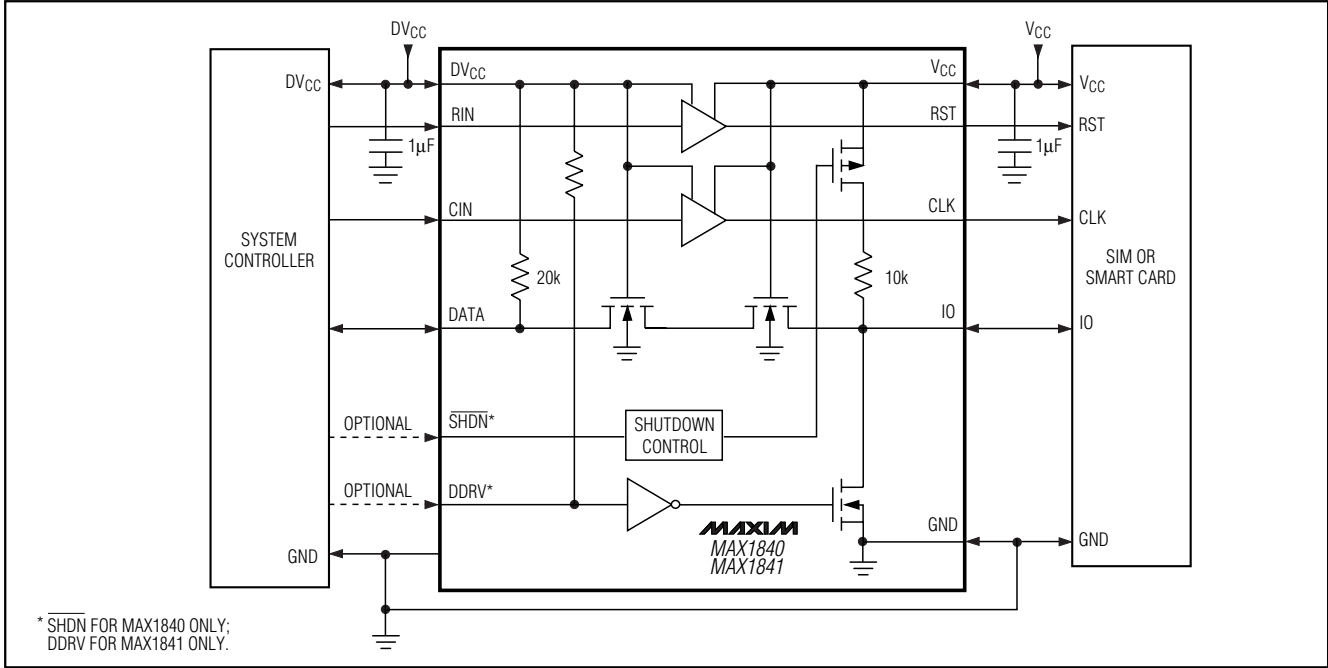 DVCC
VCC
DVCC
DVCC
VCC
VCC
RIN
RST
RST
1µF
1µF
CIN
CLK
CLK
SYSTEM
CONTROLLER
SIM OR
SMART CARD
20k
10k
DATA
IO
IO
OPTIONAL
SHDN*
SHUTDOWN
CONTROL
OPTIONAL
DDRV*
MAXIM
MAX1840
MAX1841
GND
GND
GND
* SHDN FOR MAX1840 ONLY;
DDRV FOR MAX1841 ONLY.